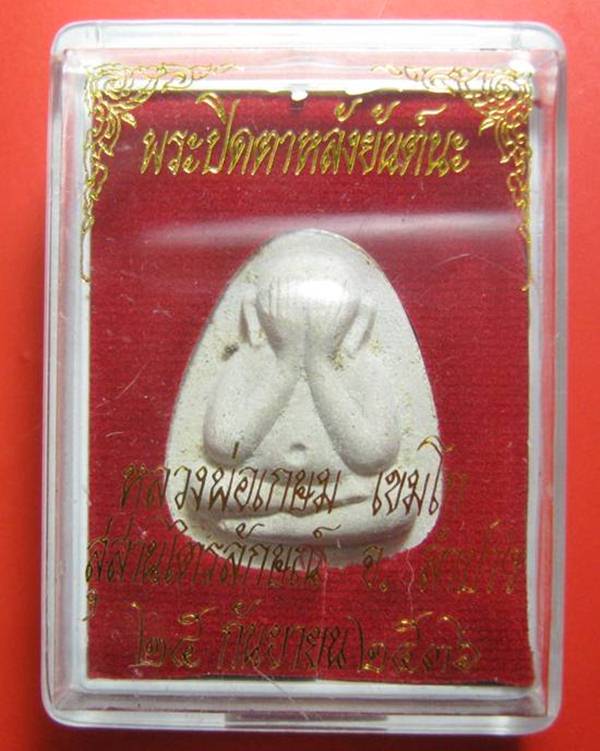 พระปิดตาหลังยันต์นะ
หลวงพ่อเกษม เขมโก
สุสานไตรลักษณ์ จ. ลำปาง
๒๕ กันยายน ๒๕๓๖